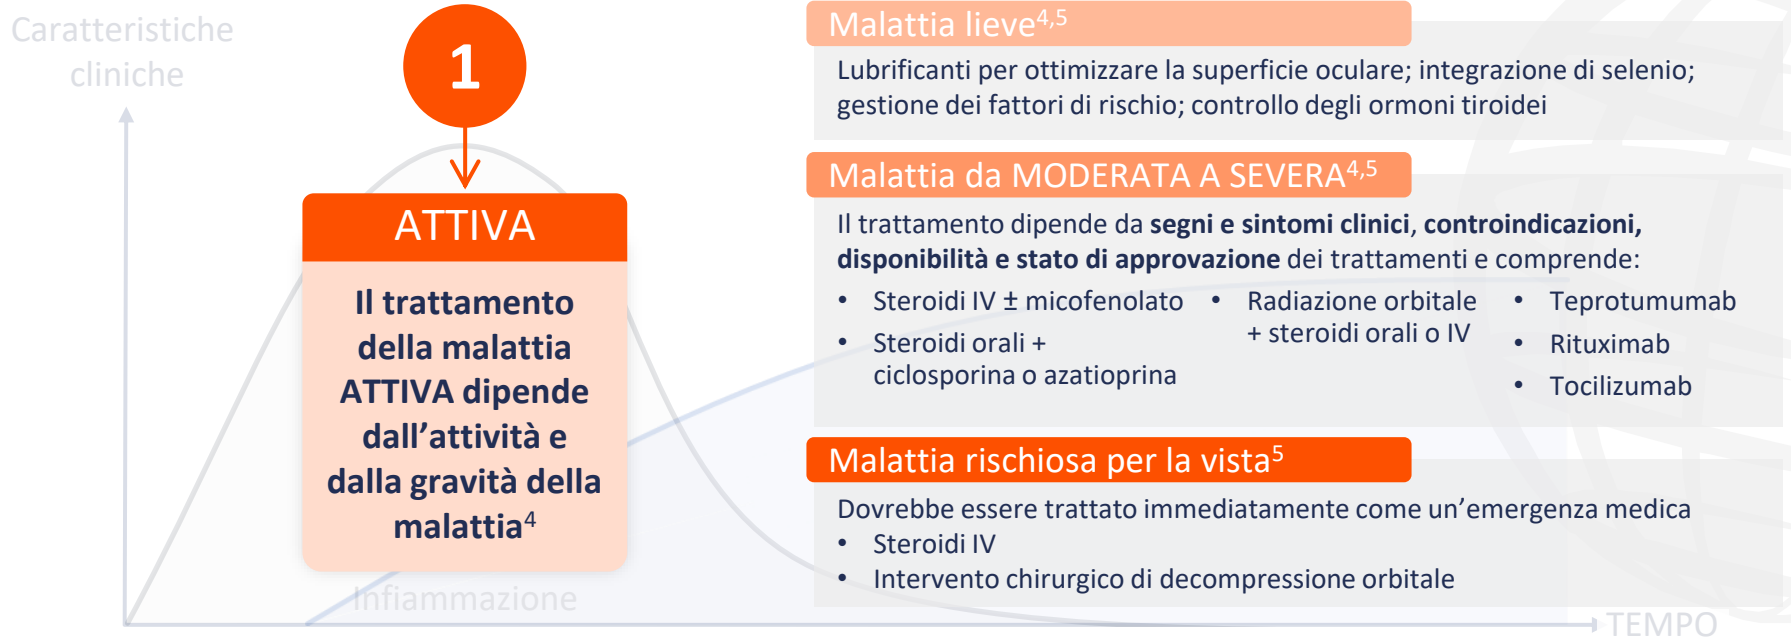 Caratteristiche
cliniche
1
ATTIVA
Il trattamento
della malattia
ATTIVA dipende
dall’attività e
dalla gravità della
malattia⁴
Infiammazione
TEMPO
Malattia lieve⁴,⁵
Lubrificanti per ottimizzare la superficie oculare; integrazione di selenio;
gestione dei fattori di rischio; controllo degli ormoni tiroidei
Malattia da MODERATA A SEVERA⁴,⁵
Il trattamento dipende da segni e sintomi clinici, controindicazioni,
disponibilità e stato di approvazione dei trattamenti e comprende:
• Steroidi IV ± micofenolato
• Steroidi orali +
ciclosporina o azatioprina
• Radiazione orbitale
+ steroidi orali o IV
• Teprotumumab
• Rituximab
• Tocilizumab
Malattia rischiosa per la vista⁵
Dovrebbe essere trattato immediatamente come un’emergenza medica
• Steroidi IV
• Intervento chirurgico di decompressione orbitale